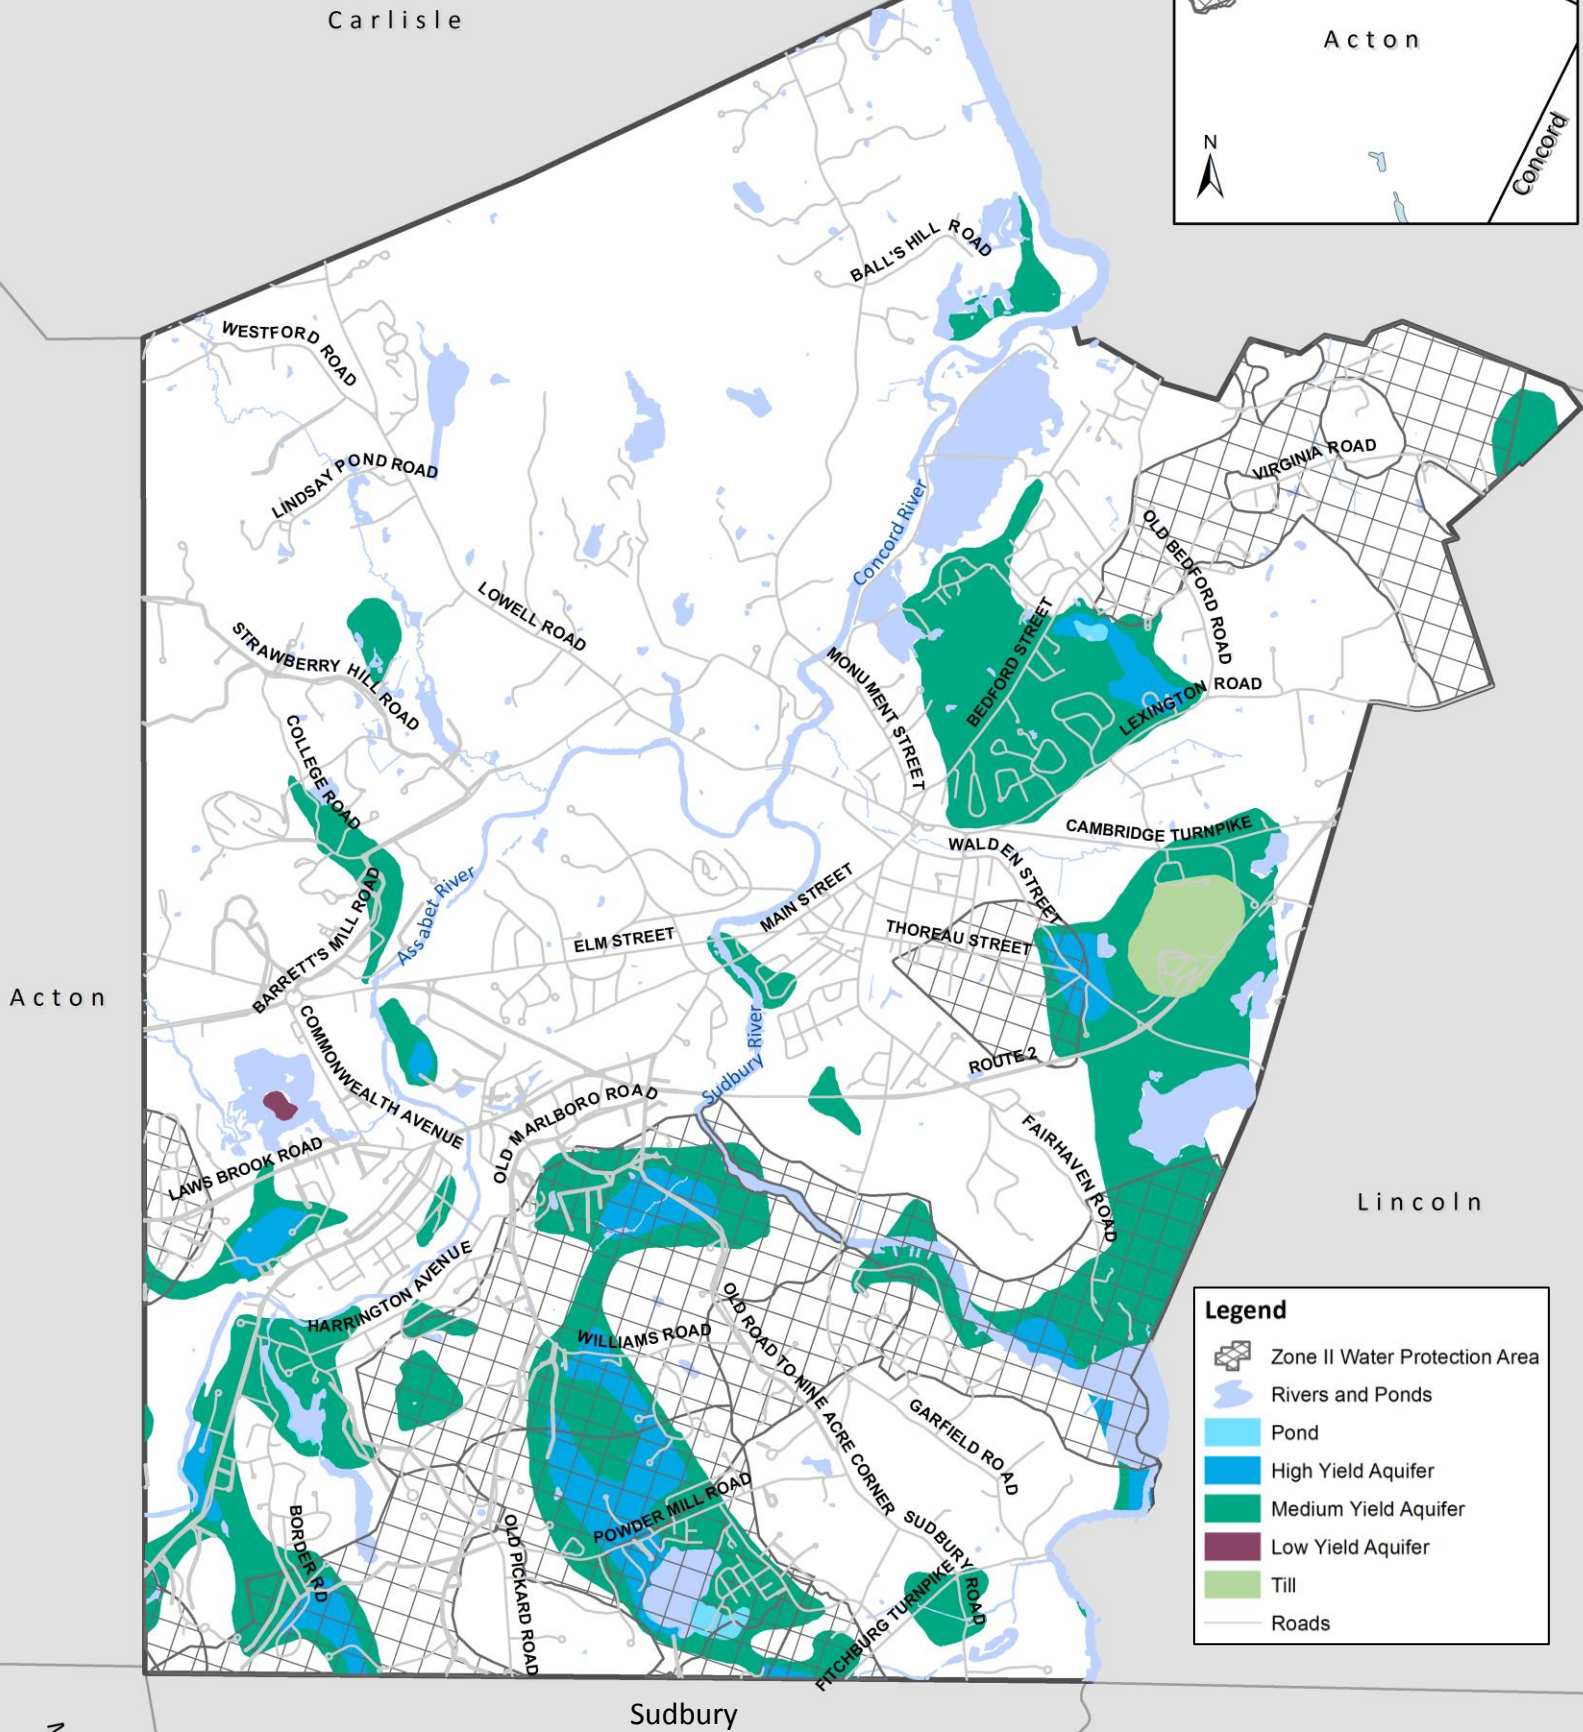 Carlisle
Acton
N
Concord
BALL'S HILL ROAD
WESTFORD ROAD
VIRGINIA ROAD
LINDSAY POND ROAD
Concord River
OLD BEDFORD ROAD
LOWELL ROAD
STRAWBERRY HILL ROAD
BEDFORD STREET
MONUMENT STREET
LEXINGTON ROAD
COLLEGE ROAD
CAMBRIDGE TURNPIKE
WALDEN STREET
BARRETT'S MILL ROAD
Assabet River
MAIN STREET
ELM STREET
THOREAU STREET
Acton
COMMONWEALTH AVENUE
Sudbury River
ROUTE 2
OLD MARLBORO ROAD
FAIRHAVEN ROAD
LAWS BROOK ROAD
Lincoln
HARRINGTON AVENUE
WILLIAMS ROAD
OLD ROAD TO NINE ACRE CORNER
GARFIELD ROAD
POWDER MILL ROAD
BORDER RD
OLD PICKARD ROAD
SUDBURY ROAD
FITCHBURG TURNPIKE
Legend
Zone II Water Protection Area
Rivers and Ponds
Pond
High Yield Aquifer
Medium Yield Aquifer
Low Yield Aquifer
Till
Roads
Sudbury